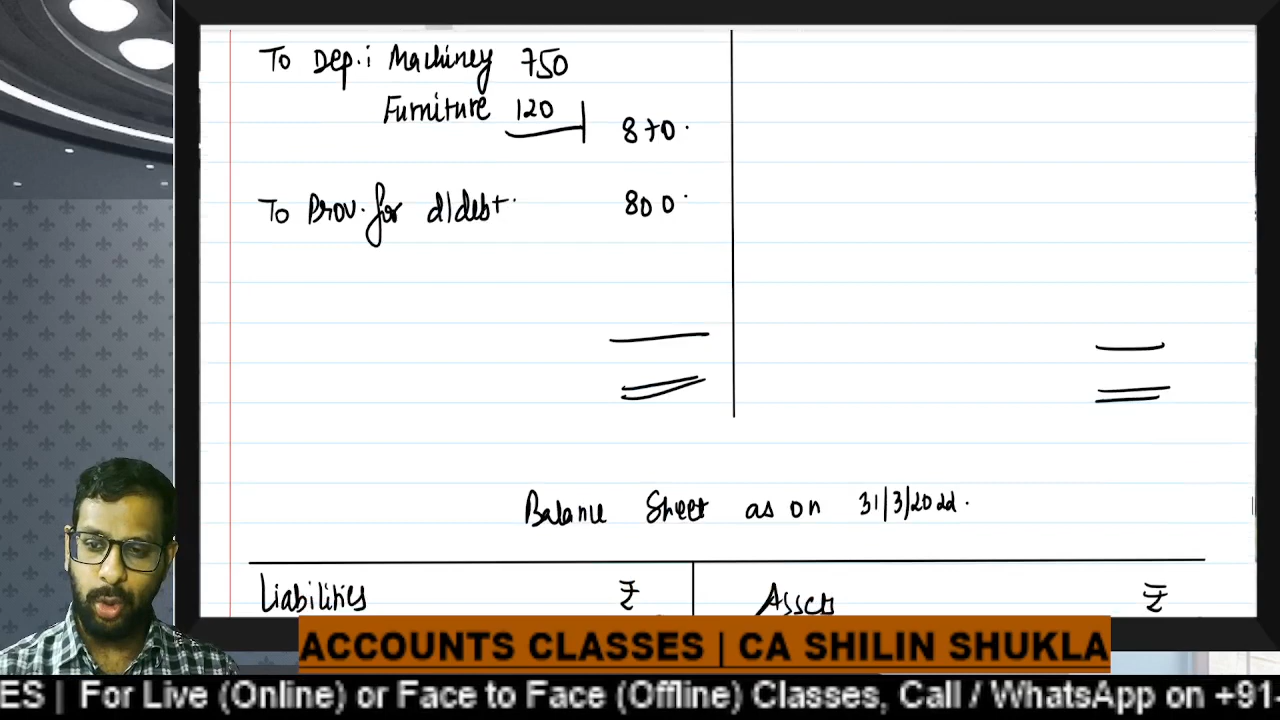 To Dep.: Machinery 750
Furniture 120
870.
To Prov. for d/debt. 800.
Balance Sheet as on 31/3/2022.
Liabilities ₹ Assets ₹
ACCOUNTS CLASSES | CA SHILIN SHUKLA
ES | For Live (Online) or Face to Face (Offline) Classes, Call / WhatsApp on +91-